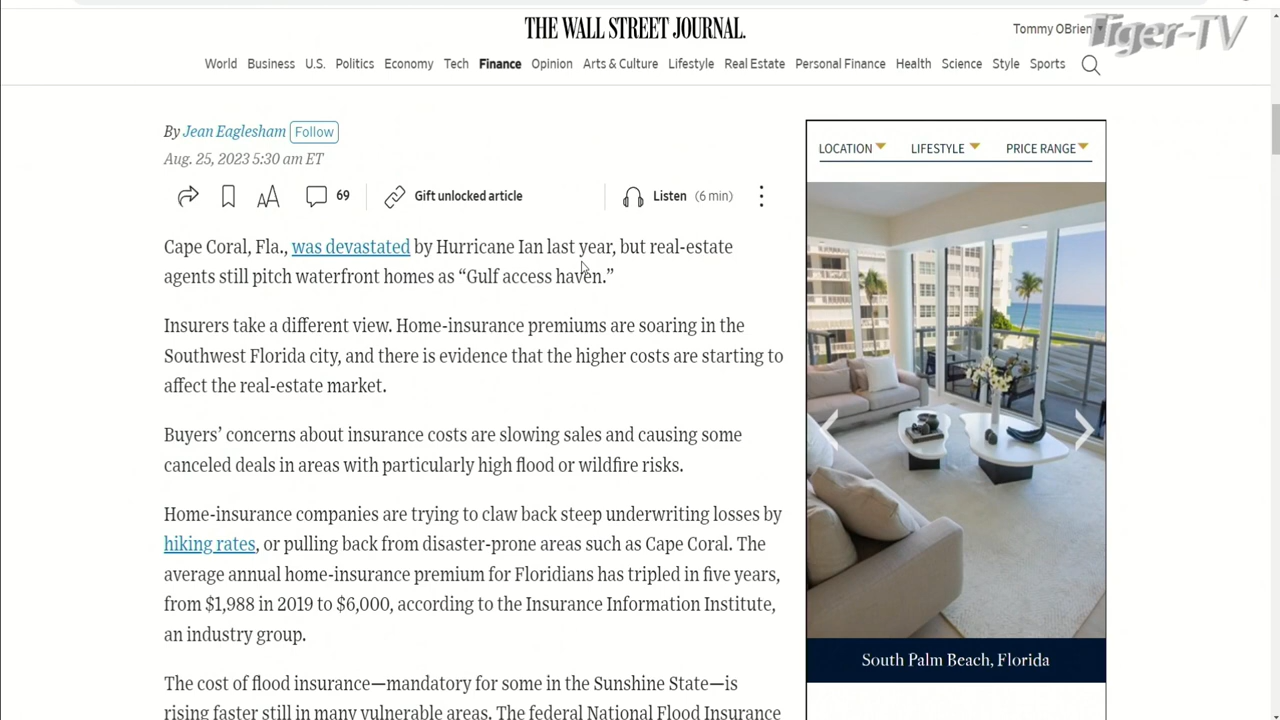 THE WALL STREET JOURNAL.
Tommy OBrien
Tiger-TV
World Business U.S. Politics Economy Tech Finance Opinion Arts & Culture Lifestyle Real Estate Personal Finance Health Science Style Sports
By Jean Eaglesham Follow
Aug. 25, 2023 5:30 am ET
AA 69 Gift unlocked article Listen (6 min)
Cape Coral, Fla., was devastated by Hurricane Ian last year, but real-estate
agents still pitch waterfront homes as “Gulf access haven.”
Insurers take a different view. Home-insurance premiums are soaring in the
Southwest Florida city, and there is evidence that the higher costs are starting to
affect the real-estate market.
Buyers’ concerns about insurance costs are slowing sales and causing some
canceled deals in areas with particularly high flood or wildfire risks.
Home-insurance companies are trying to claw back steep underwriting losses by
hiking rates, or pulling back from disaster-prone areas such as Cape Coral. The
average annual home-insurance premium for Floridians has tripled in five years,
from $1,988 in 2019 to $6,000, according to the Insurance Information Institute,
an industry group.
The cost of flood insurance—mandatory for some in the Sunshine State—is
rising faster still in many vulnerable areas. The federal National Flood Insurance
LOCATION LIFESTYLE PRICE RANGE
South Palm Beach, Florida